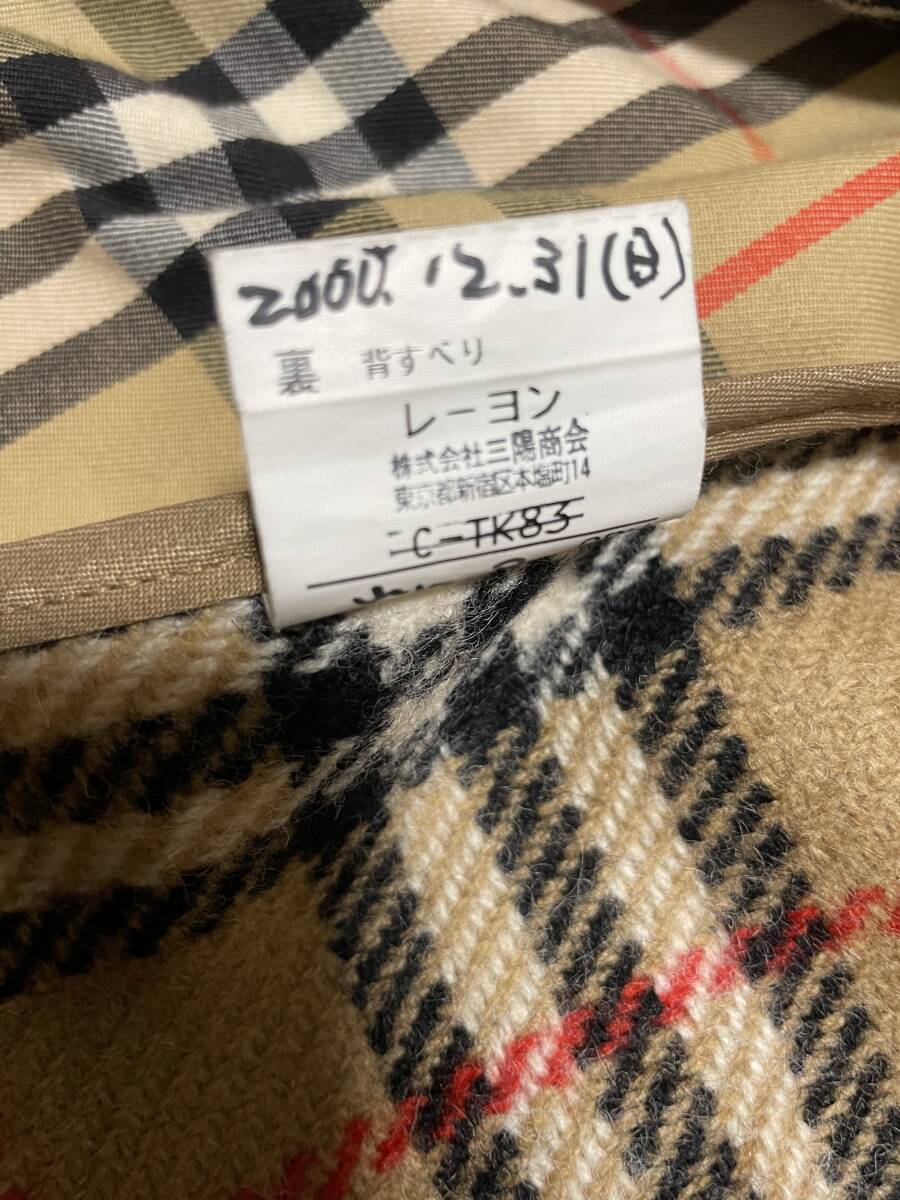 2000. 12.31(日)
裏 背すべり
レーヨン
株式会社三陽商会
東京都新宿区本塩町14
C-TK83